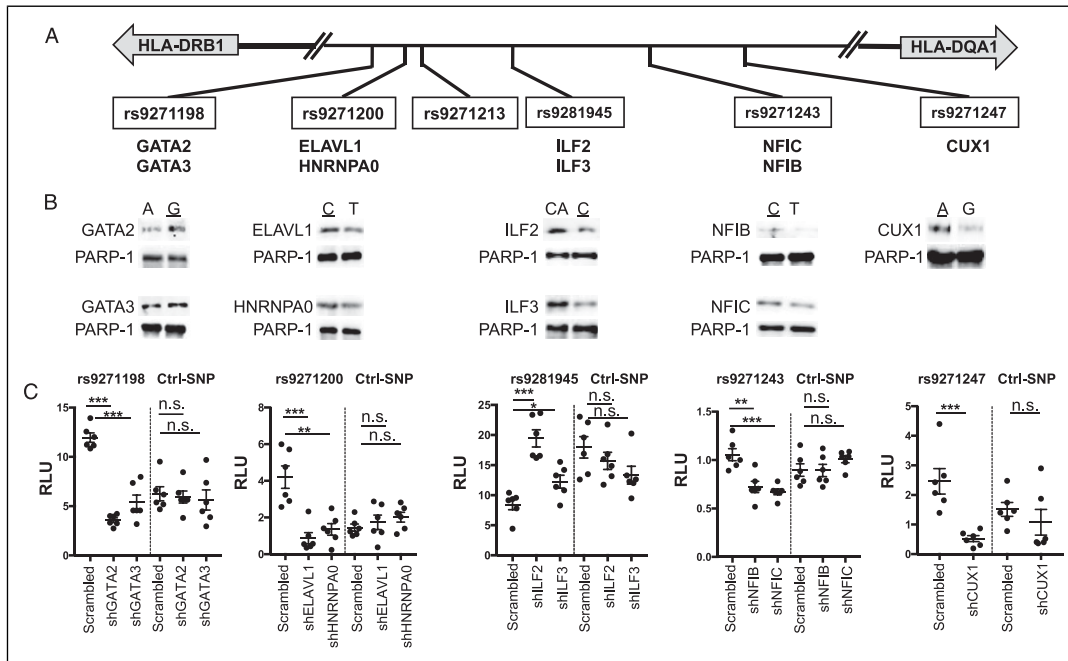 A
HLA-DRB1
HLA-DQA1
rs9271198
rs9271200
rs9271213
rs9281945
rs9271243
rs9271247
GATA2
GATA3
ELAVL1
HNRNPA0
ILF2
ILF3
NFIC
NFIB
CUX1
B
A G
GATA2
PARP-1
GATA3
PARP-1
C T
ELAVL1
PARP-1
HNRNPA0
PARP-1
CA C
ILF2
PARP-1
ILF3
PARP-1
C T
NFIB
PARP-1
NFIC
PARP-1
A G
CUX1
PARP-1
C
rs9271198 Ctrl-SNP
*** n.s.
*** n.s.
RLU
15
10
5
0
Scrambled
shGATA2
shGATA3
Scrambled
shGATA2
shGATA3
rs9271200 Ctrl-SNP
*** n.s.
** n.s.
RLU
8
6
4
2
0
Scrambled
shELAVL1
shHNRNPA0
Scrambled
shELAVL1
shHNRNPA0
rs9281945 Ctrl-SNP
*** n.s.
* n.s.
RLU
25
20
15
10
5
0
Scrambled
shILF2
shILF3
Scrambled
shILF2
shILF3
rs9271243 Ctrl-SNP
** n.s.
*** n.s.
RLU
1.5
1.0
0.5
0.0
Scrambled
shNFIB
shNFIC
Scrambled
shNFIB
shNFIC
rs9271247 Ctrl-SNP
*** n.s.
RLU
5
4
3
2
1
0
Scrambled
shCUX1
Scrambled
shCUX1